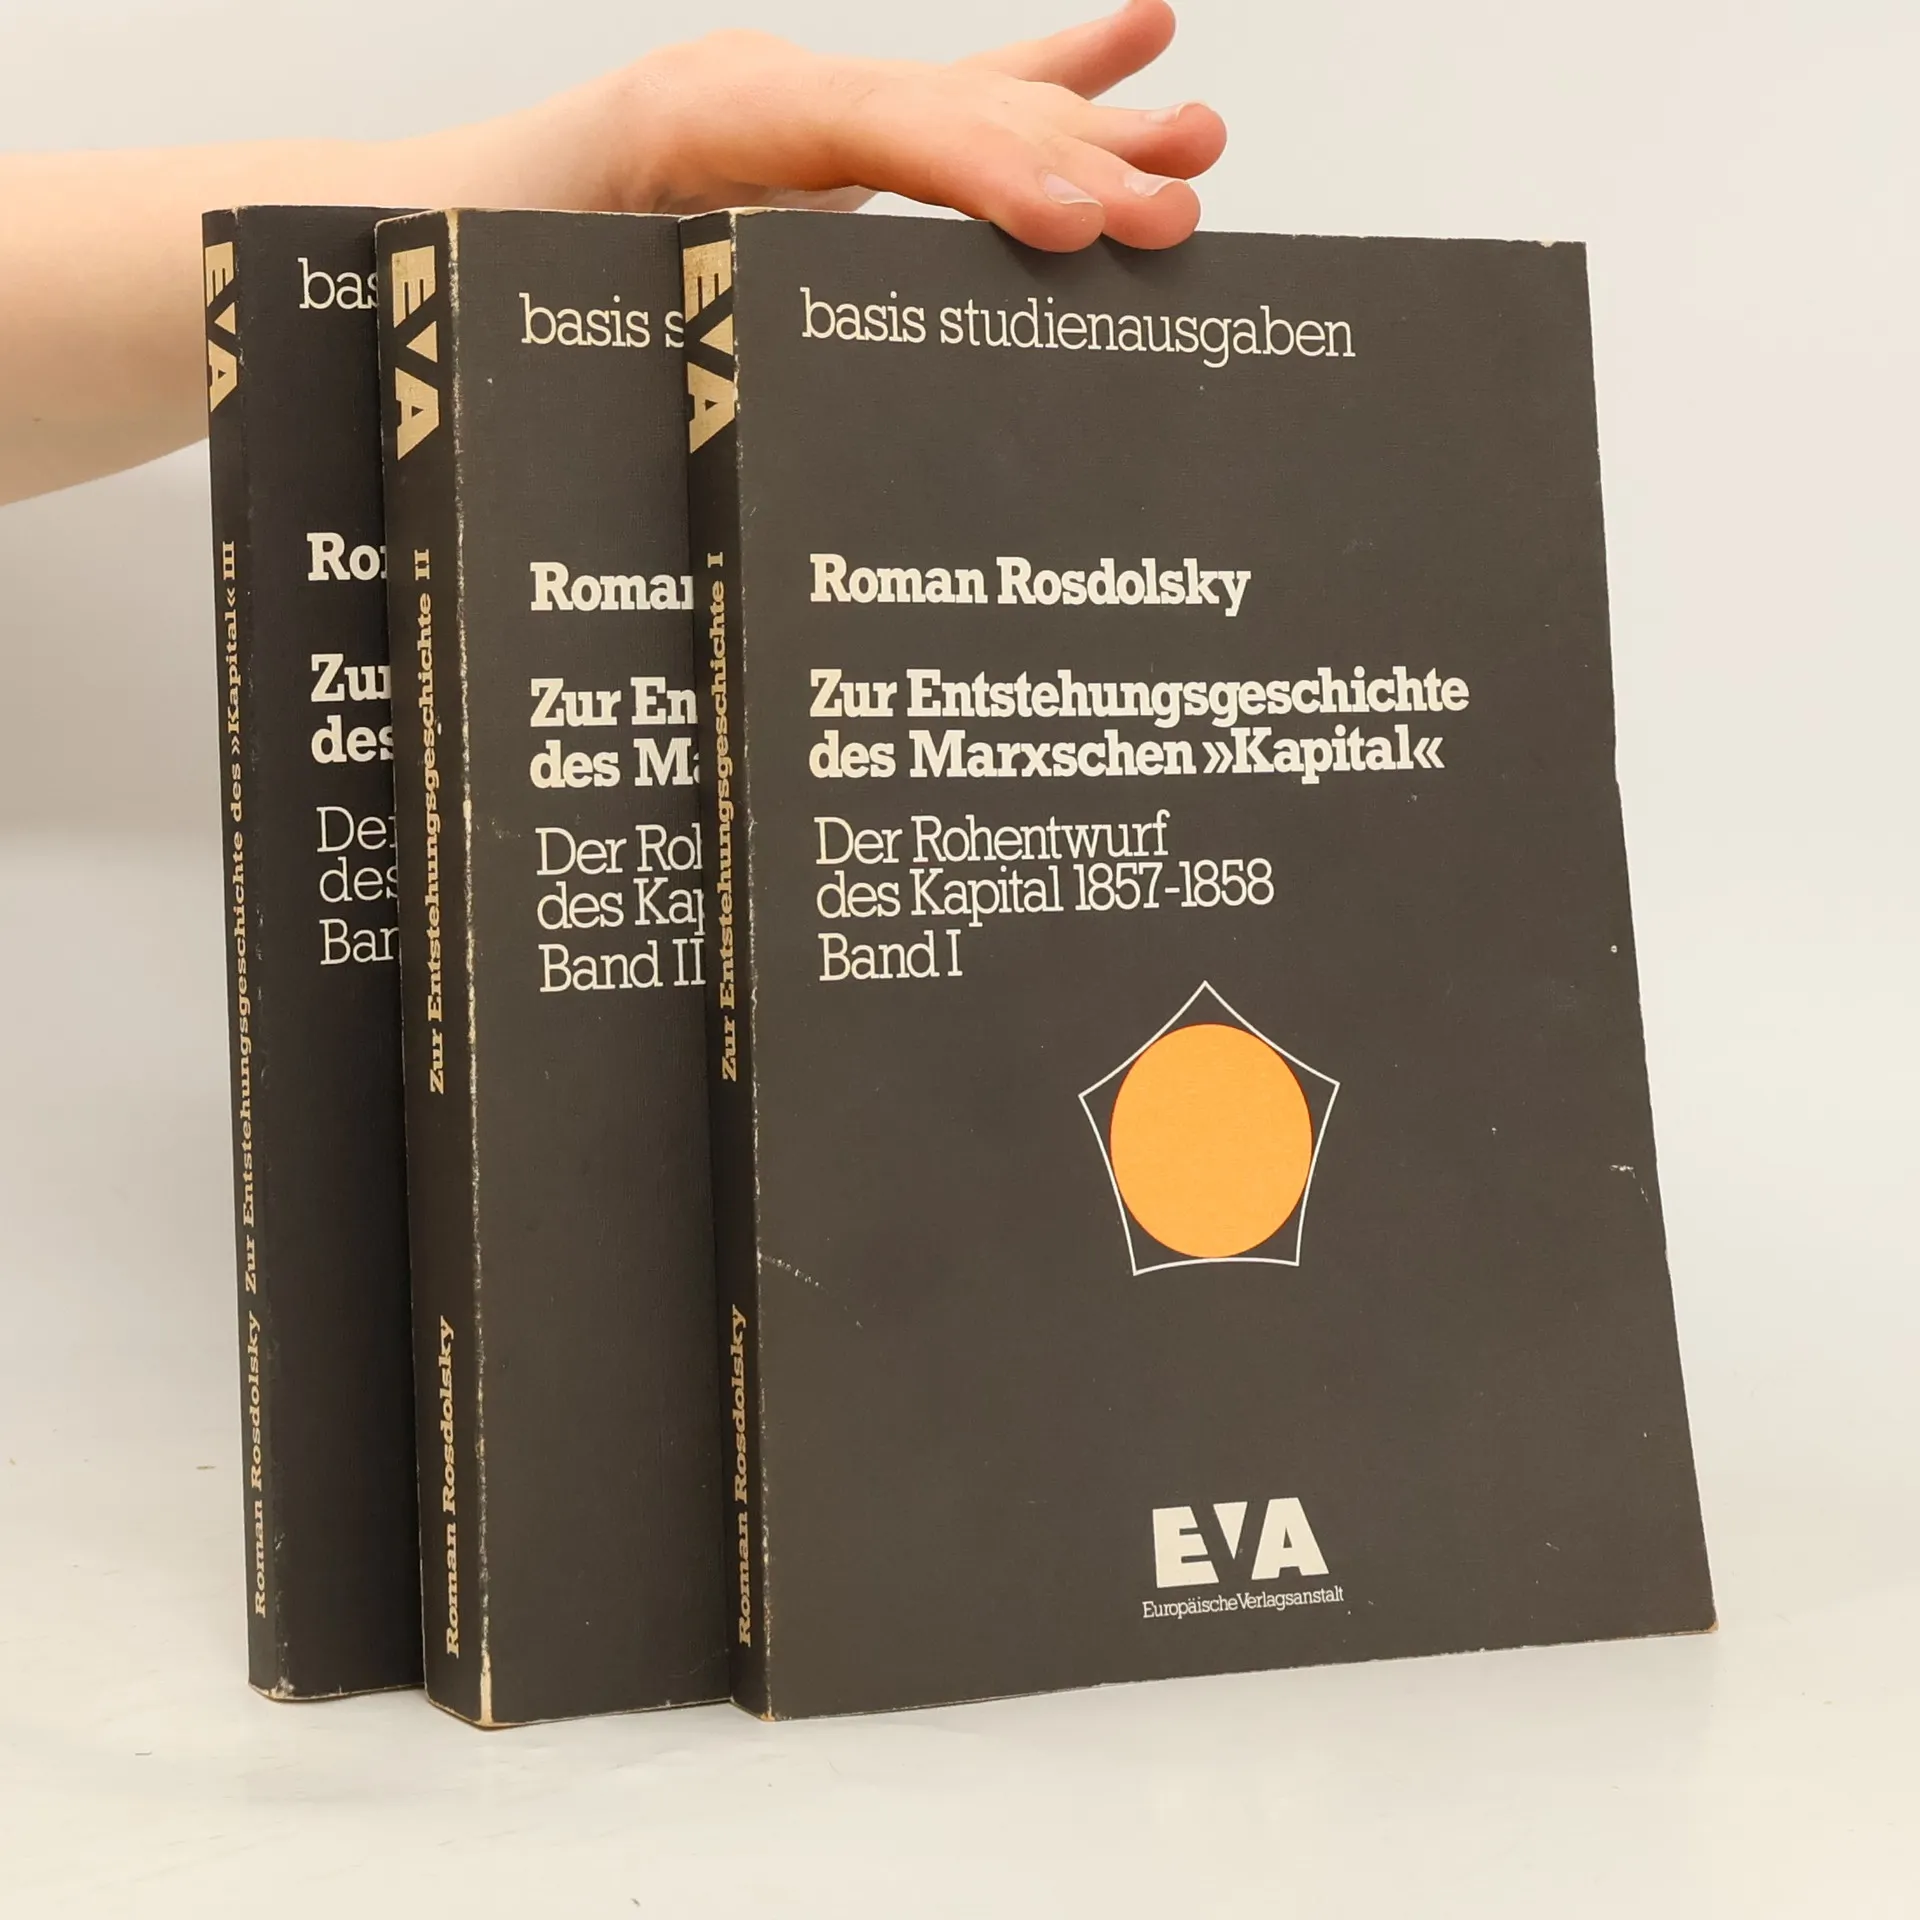 EVA
Roman Rosdolsky Zur Entstehungsgeschichte des »Kapital« III
bas
Ro
Zu
des
De
des
Ban
EVA
Roman Rosdolsky Zur Entstehungsgeschichte II
basis s
Roman
Zur En
des Ma
Der Roh
des Kap
Band II
EVA
Roman Rosdolsky Zur Entstehungsgeschichte I
basis studienausgaben
Roman Rosdolsky
Zur Entstehungsgeschichte
des Marxschen »Kapital«
Der Rohentwurf
des Kapital 1857-1858
Band I
EVA
Europäische Verlagsanstalt